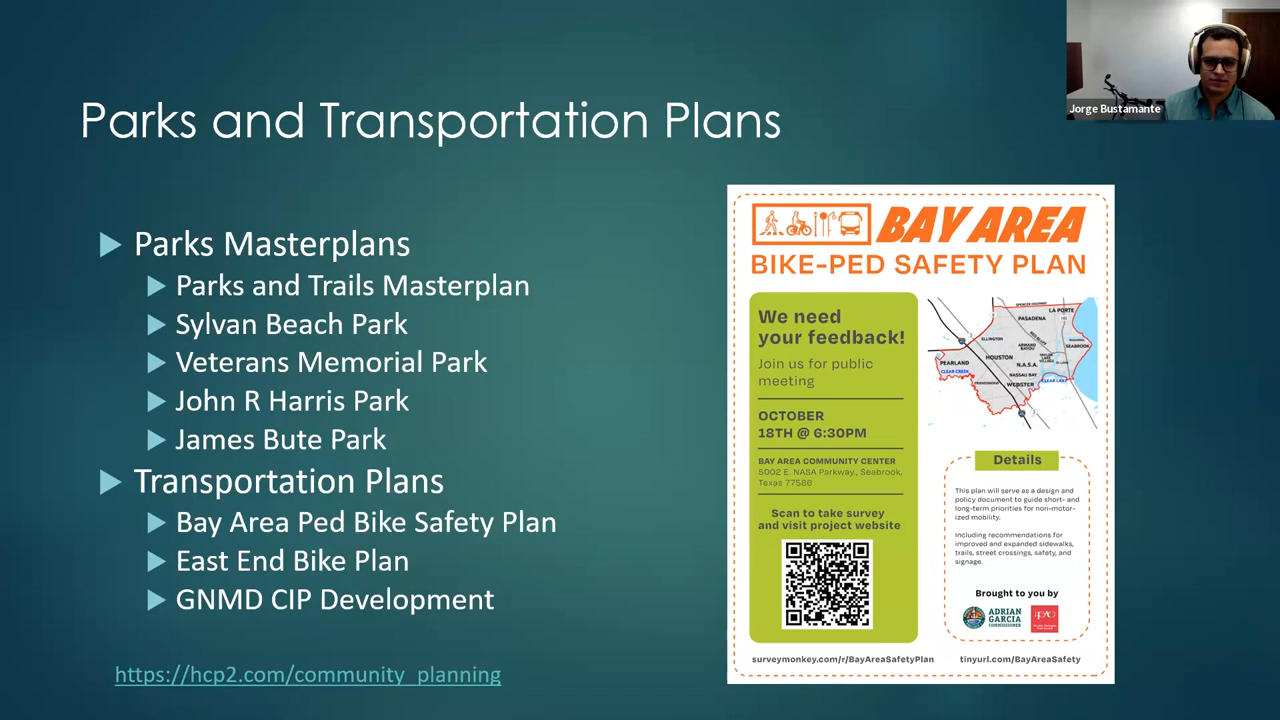 Jorge Bustamante
Parks and Transportation Plans
Parks Masterplans
Parks and Trails Masterplan
Sylvan Beach Park
Veterans Memorial Park
John R Harris Park
James Bute Park
Transportation Plans
Bay Area Ped Bike Safety Plan
East End Bike Plan
GNMD CIP Development
https://hcp2.com/community_planning
BAY AREA
BIKE-PED SAFETY PLAN
We need
your feedback!
Join us for public
meeting
OCTOBER
18TH @ 6:30PM
BAY AREA COMMUNITY CENTER
5002 E. NASA Parkway., Seabrook,
Texas 77586
Scan to take survey
and visit project website
surveymonkey.com/r/BayAreaSafetyPlan
SPENCER HIGHWAY
LA PORTE
PASADENA
ELLINGTON
HOUSTON
ARMAND
BAYOU
SEABROOK
PEARLAND
CLEAR CREEK
N.A.S.A.
TAYLOR
LAKE
VILLAGE
NASSAU BAY
CLEAR LAKE
FRIENDSWOOD
WEBSTER
Details
This plan will serve as a design and
policy document to guide short- and
long-term priorities for non-motor-
ized mobility.
Including recommendations for
improved and expanded sidewalks,
trails, street crossings, safety, and
signage.
Brought to you by
ADRIAN
GARCIA
COMMISSIONER
tinyurl.com/BayAreaSafety